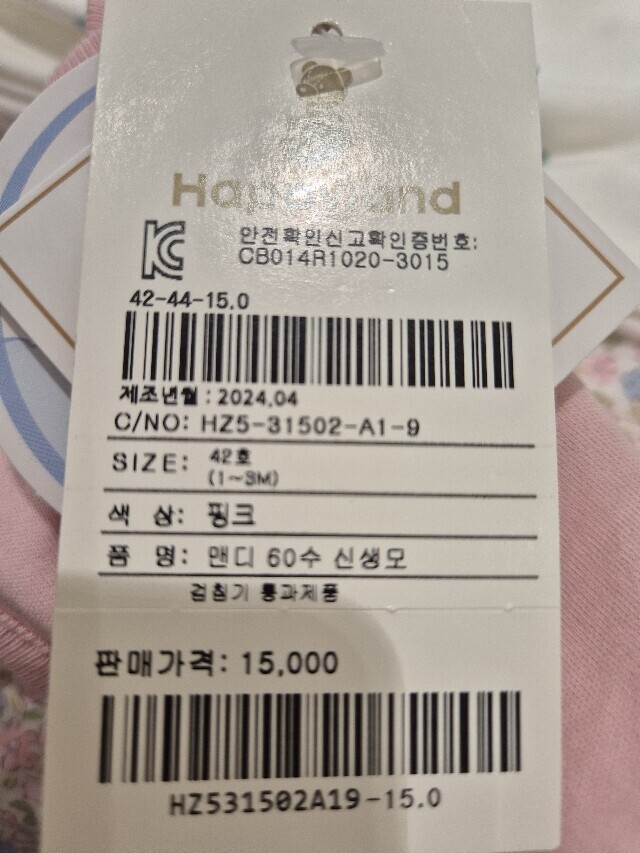 Happyland
안전확인신고확인증번호:
CB014R1020-3015
42-44-15.0
제조년월 : 2024.04
C/NO: HZ5-31502-A1-9
SIZE: 42호
(1~3M)
색 상: 핑크
품 명: 맨디 60수 신생모
검침기 통과제품
판매가격: 15,000
HZ531502A19-15.0